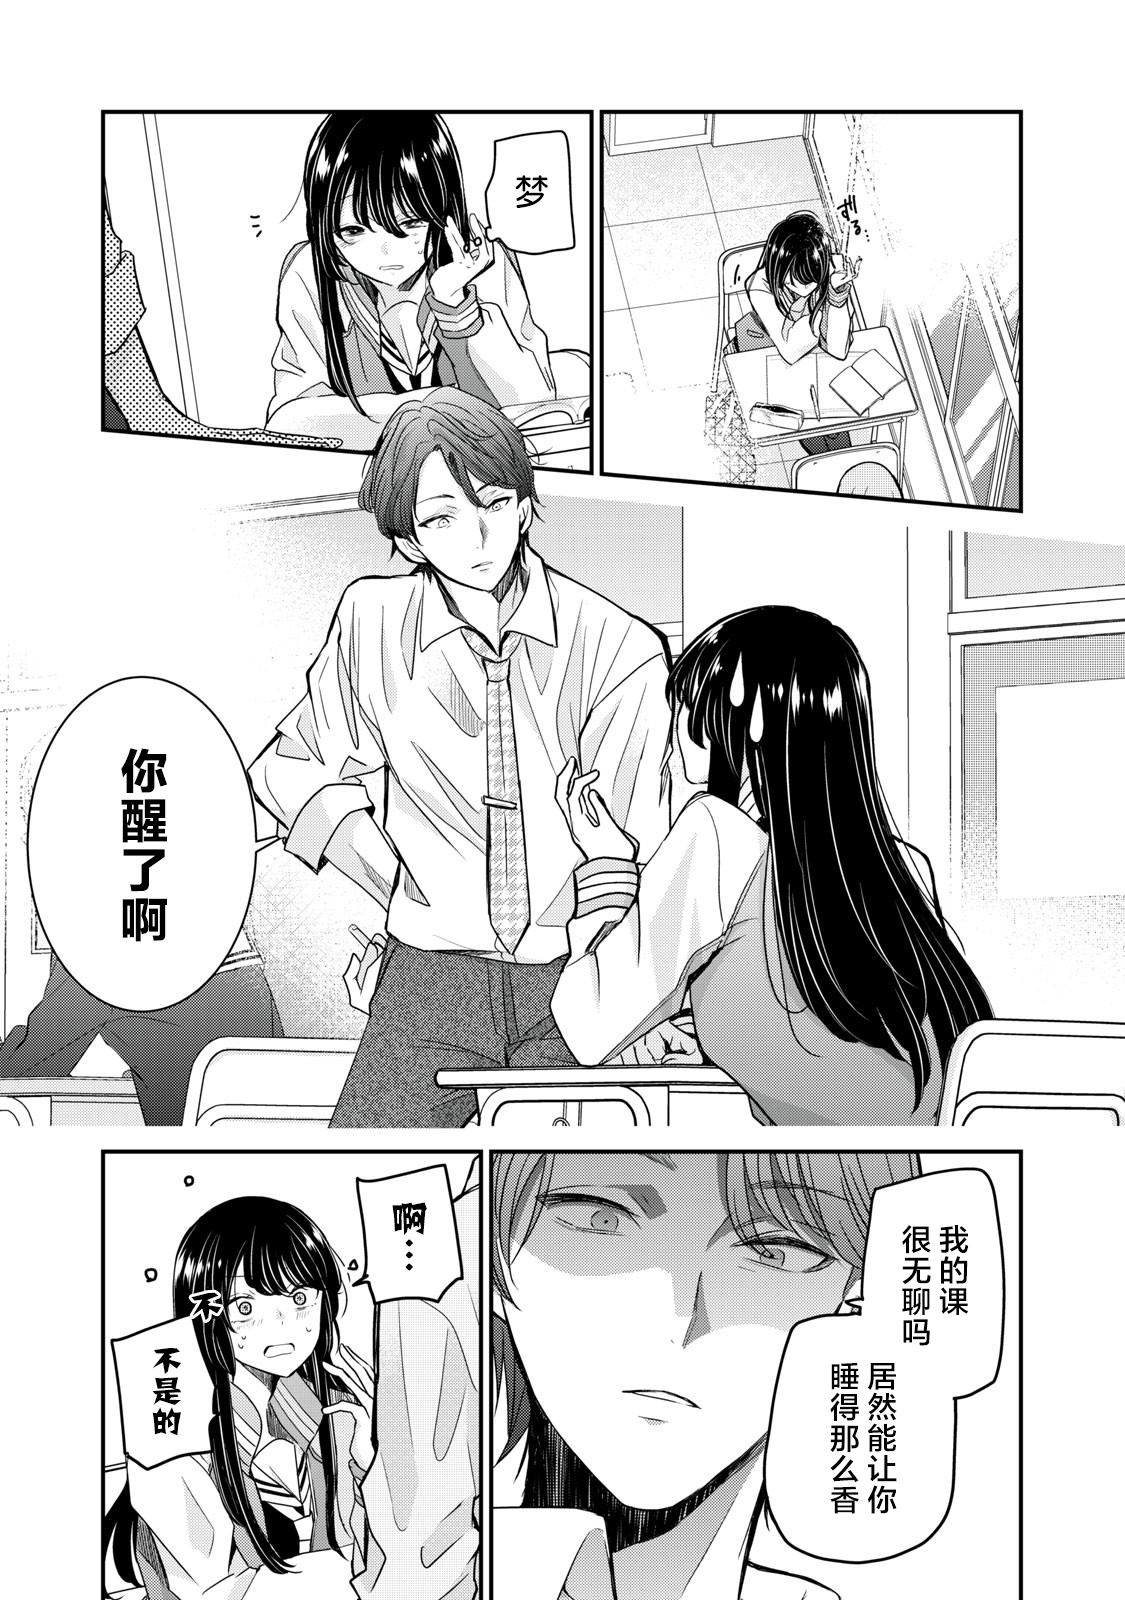 ずる…
梦
你醒了啊
我的课
很无聊吗
居然能让你
睡得那么香
啊…
不
不是的